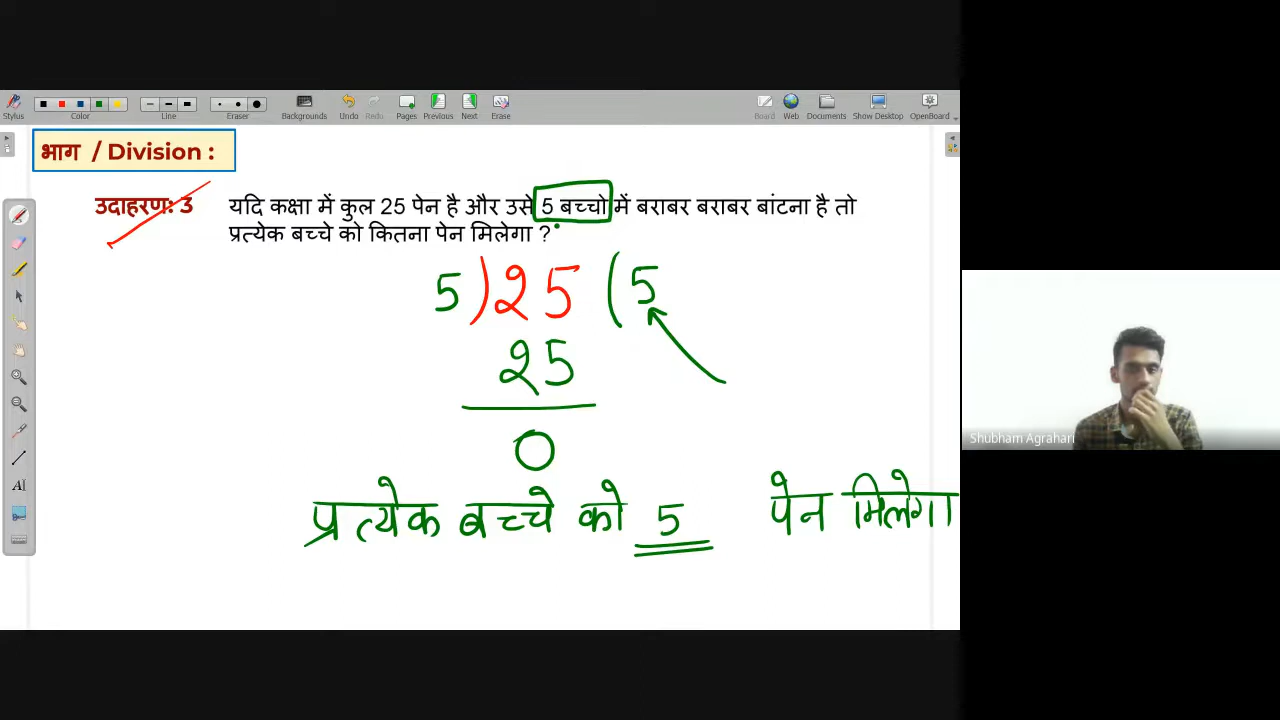 Stylus
Color
Line
Eraser
Backgrounds
Undo
Redo
Pages
Previous
Next
Erase
Board
Web
Documents
Show Desktop
OpenBoard
भाग / Division :
उदाहरण: 3 यदि कक्षा में कुल 25 पेन है और उसे 5 बच्चो में बराबर बराबर बांटना है तो
प्रत्येक बच्चे को कितना पेन मिलेगा ?
5 ) 25 ( 5
25
0
प्रत्येक बच्चे को 5 पेन मिलेगा
Shubham Agrahari